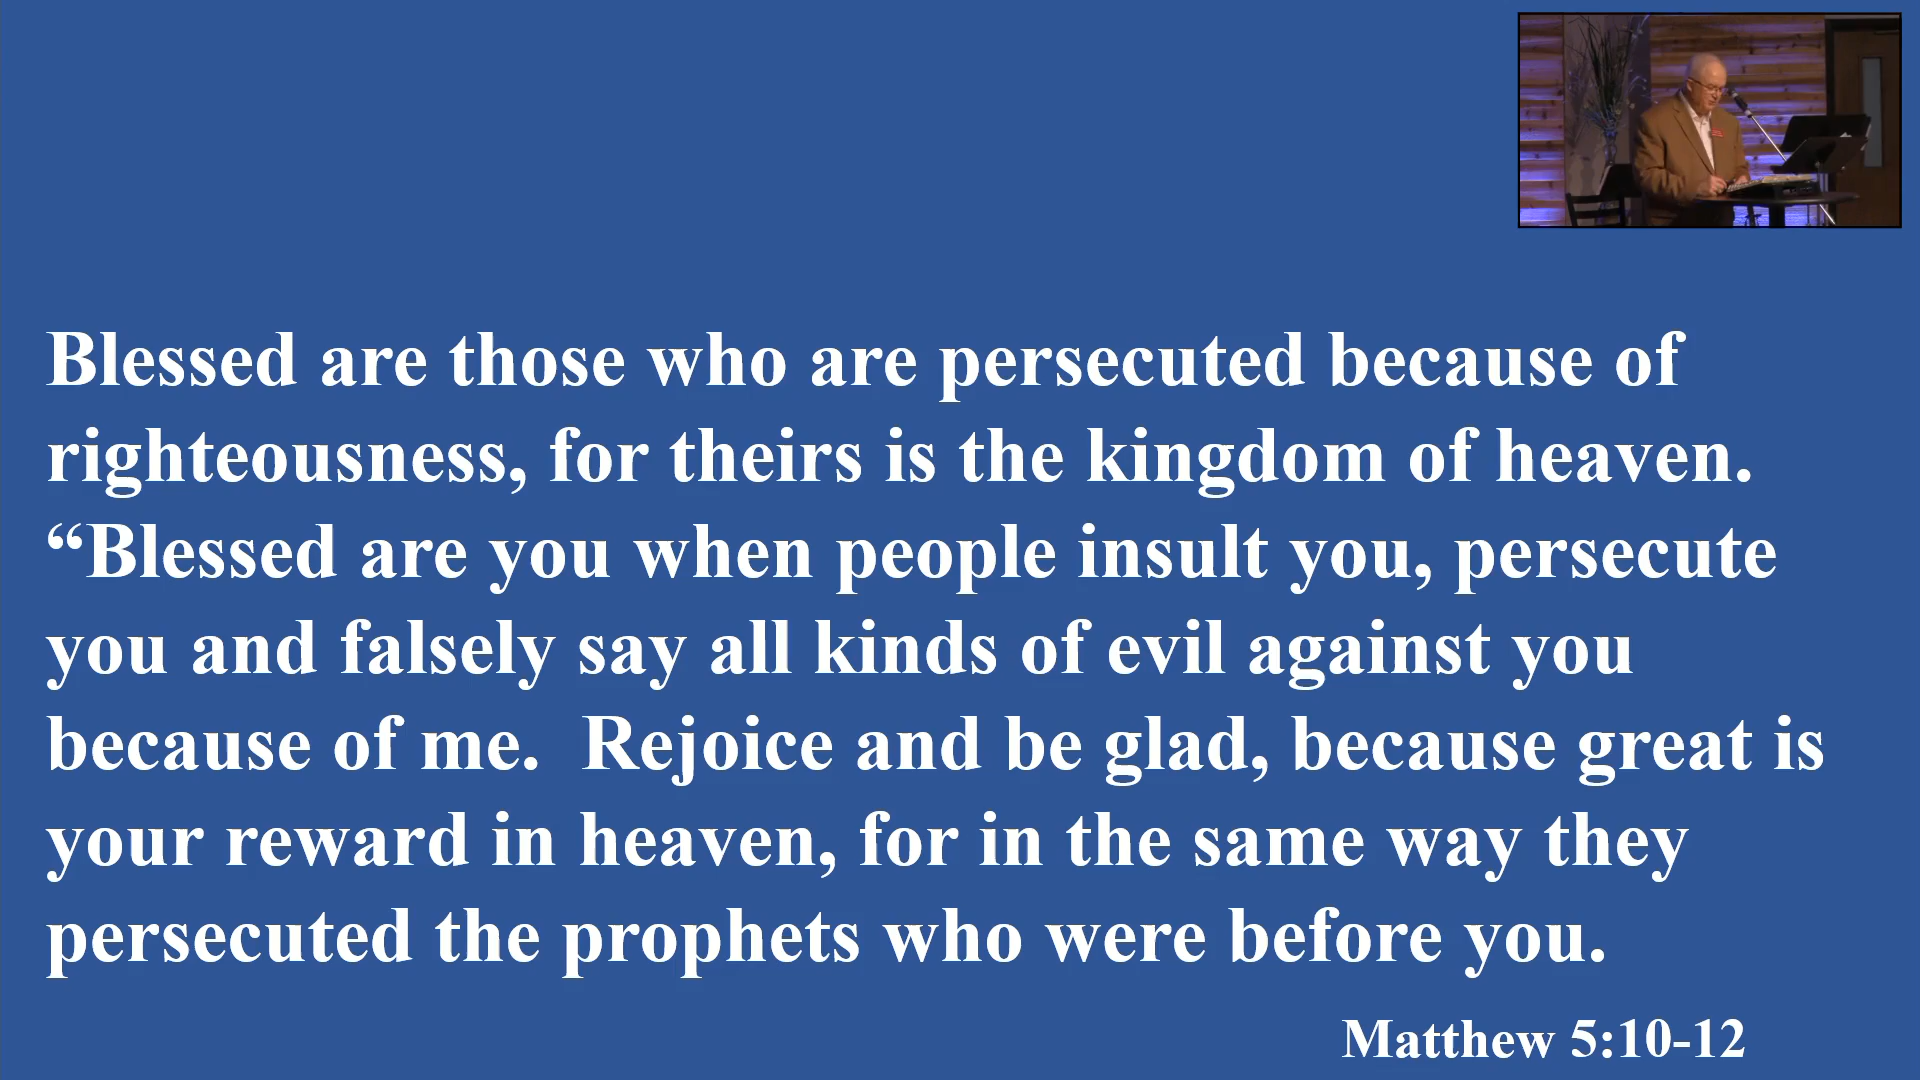 Blessed are those who are persecuted because of
righteousness, for theirs is the kingdom of heaven.
“Blessed are you when people insult you, persecute
you and falsely say all kinds of evil against you
because of me.  Rejoice and be glad, because great is
your reward in heaven, for in the same way they
persecuted the prophets who were before you.
Matthew 5:10-12